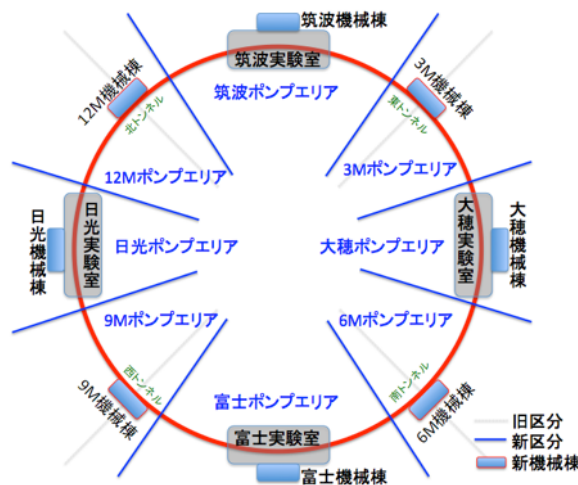 筑波機械棟
筑波実験室
筑波ポンプエリア
12M機械棟
北トンネル
3M機械棟
東トンネル
12Mポンプエリア
3Mポンプエリア
日光機械棟
日光実験室
日光ポンプエリア
大穂ポンプエリア
大穂実験室
大穂機械棟
9Mポンプエリア
6Mポンプエリア
西トンネル
9M機械棟
南トンネル
6M機械棟
富士ポンプエリア
富士実験室
富士機械棟
旧区分
新区分
新機械棟